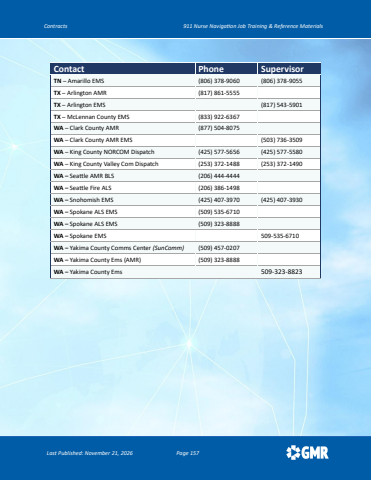 Contracts 911 Nurse Navigation Job Training & Reference Materials
Contact Phone Supervisor
TN – Amarillo EMS (806) 378-9060 (806) 378-9055
TX – Arlington AMR (817) 861-5555
TX – Arlington EMS (817) 543-5901
TX – McLennan County EMS (833) 922-6367
WA – Clark County AMR (877) 504-8075
WA – Clark County AMR EMS (503) 736-3509
WA – King County NORCOM Dispatch (425) 577-5656 (425) 577-5580
WA – King County Valley Com Dispatch (253) 372-1488 (253) 372-1490
WA – Seattle AMR BLS (206) 444-4444
WA – Seattle Fire ALS (206) 386-1498
WA – Snohomish EMS (425) 407-3970 (425) 407-3930
WA – Spokane ALS EMS (509) 535-6710
WA – Spokane ALS EMS (509) 323-8888
WA – Spokane EMS 509-535-6710
WA – Yakima County Comms Center (SunComm) (509) 457-0207
WA – Yakima County Ems (AMR) (509) 323-8888
WA – Yakima County Ems 509-323-8823
Last Published: November 21, 2026 Page 157 GMR